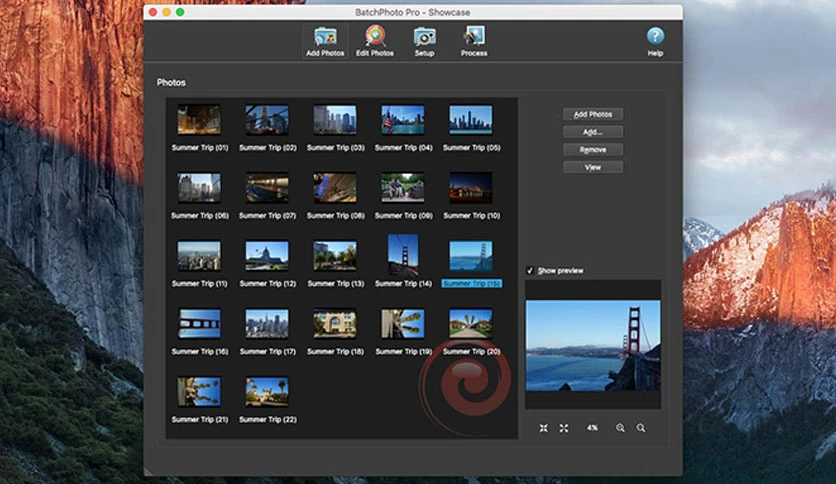 BatchPhoto Pro - Showcase
Add Photos Edit Photos Setup Process Help
Photos
Summer Trip (01) Summer Trip (02) Summer Trip (03) Summer Trip (04) Summer Trip (05)
Add Photos
Add...
Remove
View
Summer Trip (06) Summer Trip (07) Summer Trip (08) Summer Trip (09) Summer Trip (10)
Summer Trip (11) Summer Trip (12) Summer Trip (13) Summer Trip (14) Summer Trip (15)
Show preview
Summer Trip (16) Summer Trip (17) Summer Trip (18) Summer Trip (19) Summer Trip (20)
Summer Trip (21) Summer Trip (22)
4%